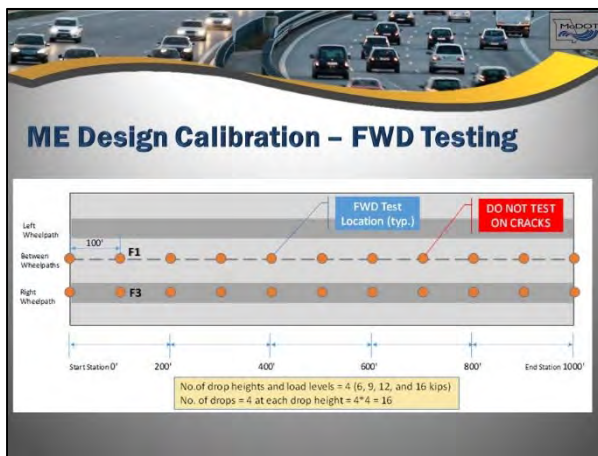 MoDOT
ME Design Calibration – FWD Testing
FWD Test
Location (typ.)
DO NOT TEST
ON CRACKS
Left
Wheelpath
100'
Between
Wheelpaths
F1
Right
Wheelpath
F3
Start Station 0'
200'
400'
600'
800'
End Station 1000'
No.of drop heights and load levels = 4 (6, 9, 12, and 16 kips)
No. of drops = 4 at each drop height = 4*4 = 16